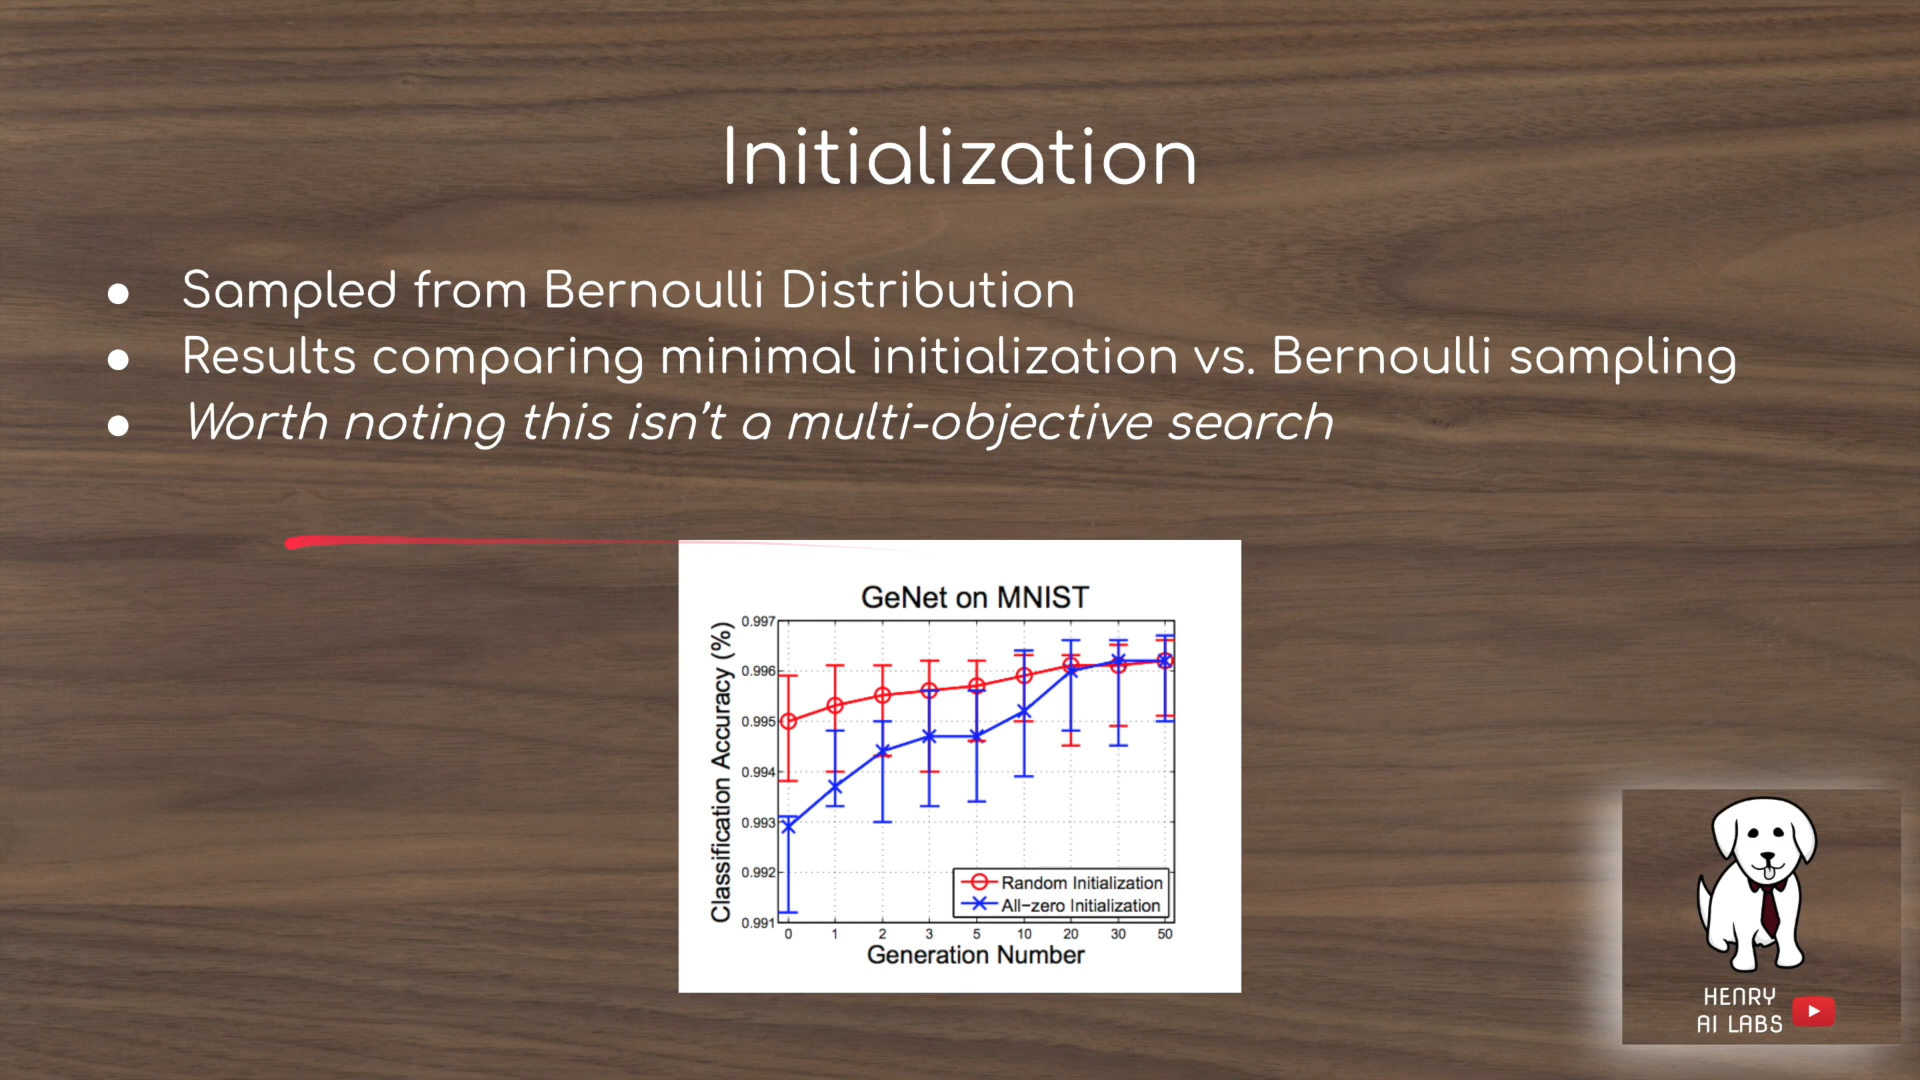 Initialization
● Sampled from Bernoulli Distribution
● Results comparing minimal initialization vs. Bernoulli sampling
● Worth noting this isn't a multi-objective search
GeNet on MNIST
Classification Accuracy (%)
0.997
0.996
0.995
0.994
0.993
0.992
0.991
Random Initialization
All-zero Initialization
0 1 2 3 5 10 20 30 50
Generation Number
HENRY
AI LABS